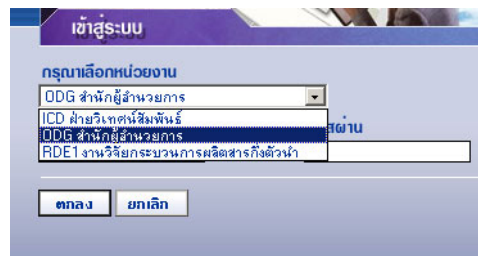 เข้าสู่ระบบ
กรุณาเลือกหน่วยงาน
ODG สำนักผู้อำนวยการ
ICD ฝ่ายวิเทศน์สัมพันธ์
ODG สำนักผู้อำนวยการ
RDE1 งานวิจัยกระบวนการผลิตสารกึ่งตัวนำ
ตกลง ยกเลิก